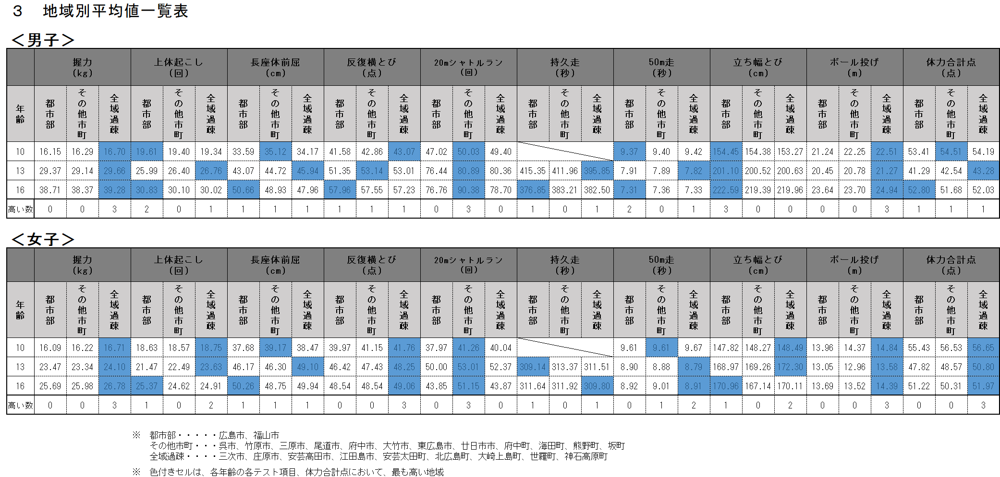 3 地域別平均値一覧表
＜男子＞
握力 上体起こし 長座体前屈 反復横とび 20mシャトルラン 持久走 50m走 立ち幅とび ボール投げ 体力合計点
(kg) (回) (cm) (点) (回) (秒) (秒) (cm) (m) (点)
年齢 都市部 その他市町 全域過疎 都市部 その他市町 全域過疎 都市部 その他市町 全域過疎 都市部 その他市町 全域過疎 都市部 その他市町 全域過疎 都市部 その他市町 全域過疎 都市部 その他市町 全域過疎 都市部 その他市町 全域過疎 都市部 その他市町 全域過疎 都市部 その他市町 全域過疎
10 16.15 16.29 16.70 19.61 19.40 19.34 33.59 35.12 34.17 41.58 42.86 43.07 47.02 50.03 49.40 9.37 9.40 9.42 154.45 154.38 153.27 21.24 22.25 22.51 53.41 54.51 54.19
13 29.37 29.14 29.66 25.99 26.40 26.76 43.07 44.72 45.94 51.35 53.14 53.01 76.44 80.89 80.36 415.35 411.96 395.85 7.91 7.89 7.82 201.10 200.52 200.63 20.45 20.78 21.27 41.29 42.54 43.28
16 38.71 38.37 39.28 30.83 30.10 30.02 50.66 48.93 47.96 57.96 57.55 57.23 76.76 90.38 78.70 376.85 383.21 382.50 7.31 7.36 7.33 222.59 219.39 219.96 23.64 23.70 24.94 52.80 51.68 52.03
高い数 0 0 3 2 0 1 1 1 1 1 1 1 0 3 0 1 0 1 2 0 1 3 0 0 0 0 3 1 1 1
＜女子＞
握力 上体起こし 長座体前屈 反復横とび 20mシャトルラン 持久走 50m走 立ち幅とび ボール投げ 体力合計点
(kg) (回) (cm) (点) (回) (秒) (秒) (cm) (m) (点)
年齢 都市部 その他市町 全域過疎 都市部 その他市町 全域過疎 都市部 その他市町 全域過疎 都市部 その他市町 全域過疎 都市部 その他市町 全域過疎 都市部 その他市町 全域過疎 都市部 その他市町 全域過疎 都市部 その他市町 全域過疎 都市部 その他市町 全域過疎 都市部 その他市町 全域過疎
10 16.09 16.22 16.71 18.63 18.57 18.75 37.68 39.17 38.47 39.97 41.15 41.76 37.97 41.26 40.04 9.61 9.61 9.67 147.82 148.27 148.49 13.96 14.37 14.84 55.43 56.53 56.65
13 23.47 23.34 24.10 21.47 22.49 23.63 46.17 46.30 49.10 46.42 47.43 48.25 50.00 53.01 52.37 309.14 313.37 311.51 8.90 8.88 8.79 168.97 169.26 172.30 13.05 12.96 13.58 47.82 48.57 50.80
16 25.69 25.98 26.78 25.37 24.62 24.91 50.26 48.75 49.94 48.54 48.54 49.06 43.85 51.15 43.87 311.64 311.92 309.80 8.92 9.01 8.91 170.96 167.14 170.11 13.69 13.52 14.39 51.22 50.31 51.97
高い数 0 0 3 1 0 2 1 1 1 0 0 3 0 3 0 1 0 1 0 1 2 1 0 2 0 0 3 0 0 3
※ 都市部・・・・・広島市、福山市
その他市町・・・呉市、竹原市、三原市、尾道市、府中市、大竹市、東広島市、廿日市市、府中町、海田町、熊野町、坂町
全域過疎・・・・三次市、庄原市、安芸高田市、江田島市、安芸太田町、北広島町、大崎上島町、世羅町、神石高原町
※ 色付きセルは、各年齢の各テスト項目、体力合計点において、最も高い地域